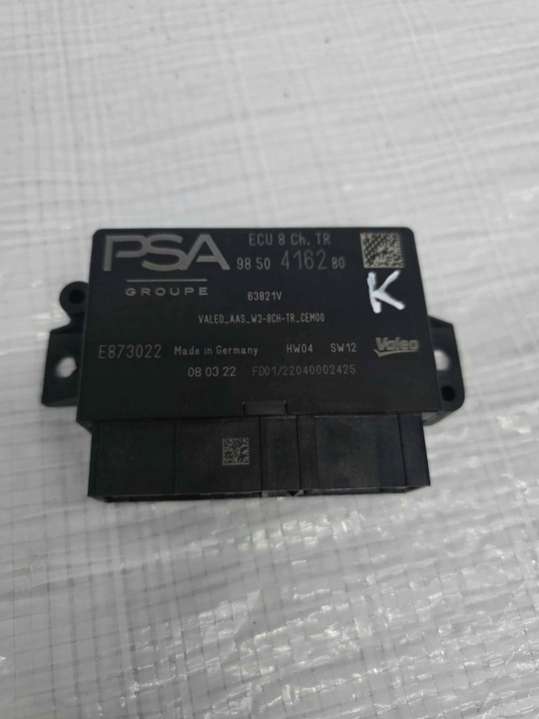 PSA
GROUPE
ECU 8 Ch. TR
98 50 4162 80
63821V
VALEO_AAS_W3-8CH-TR_CEM00
K
E873022 Made in Germany HW04 SW12 Valeo
08 03 22 FD01/22040002425